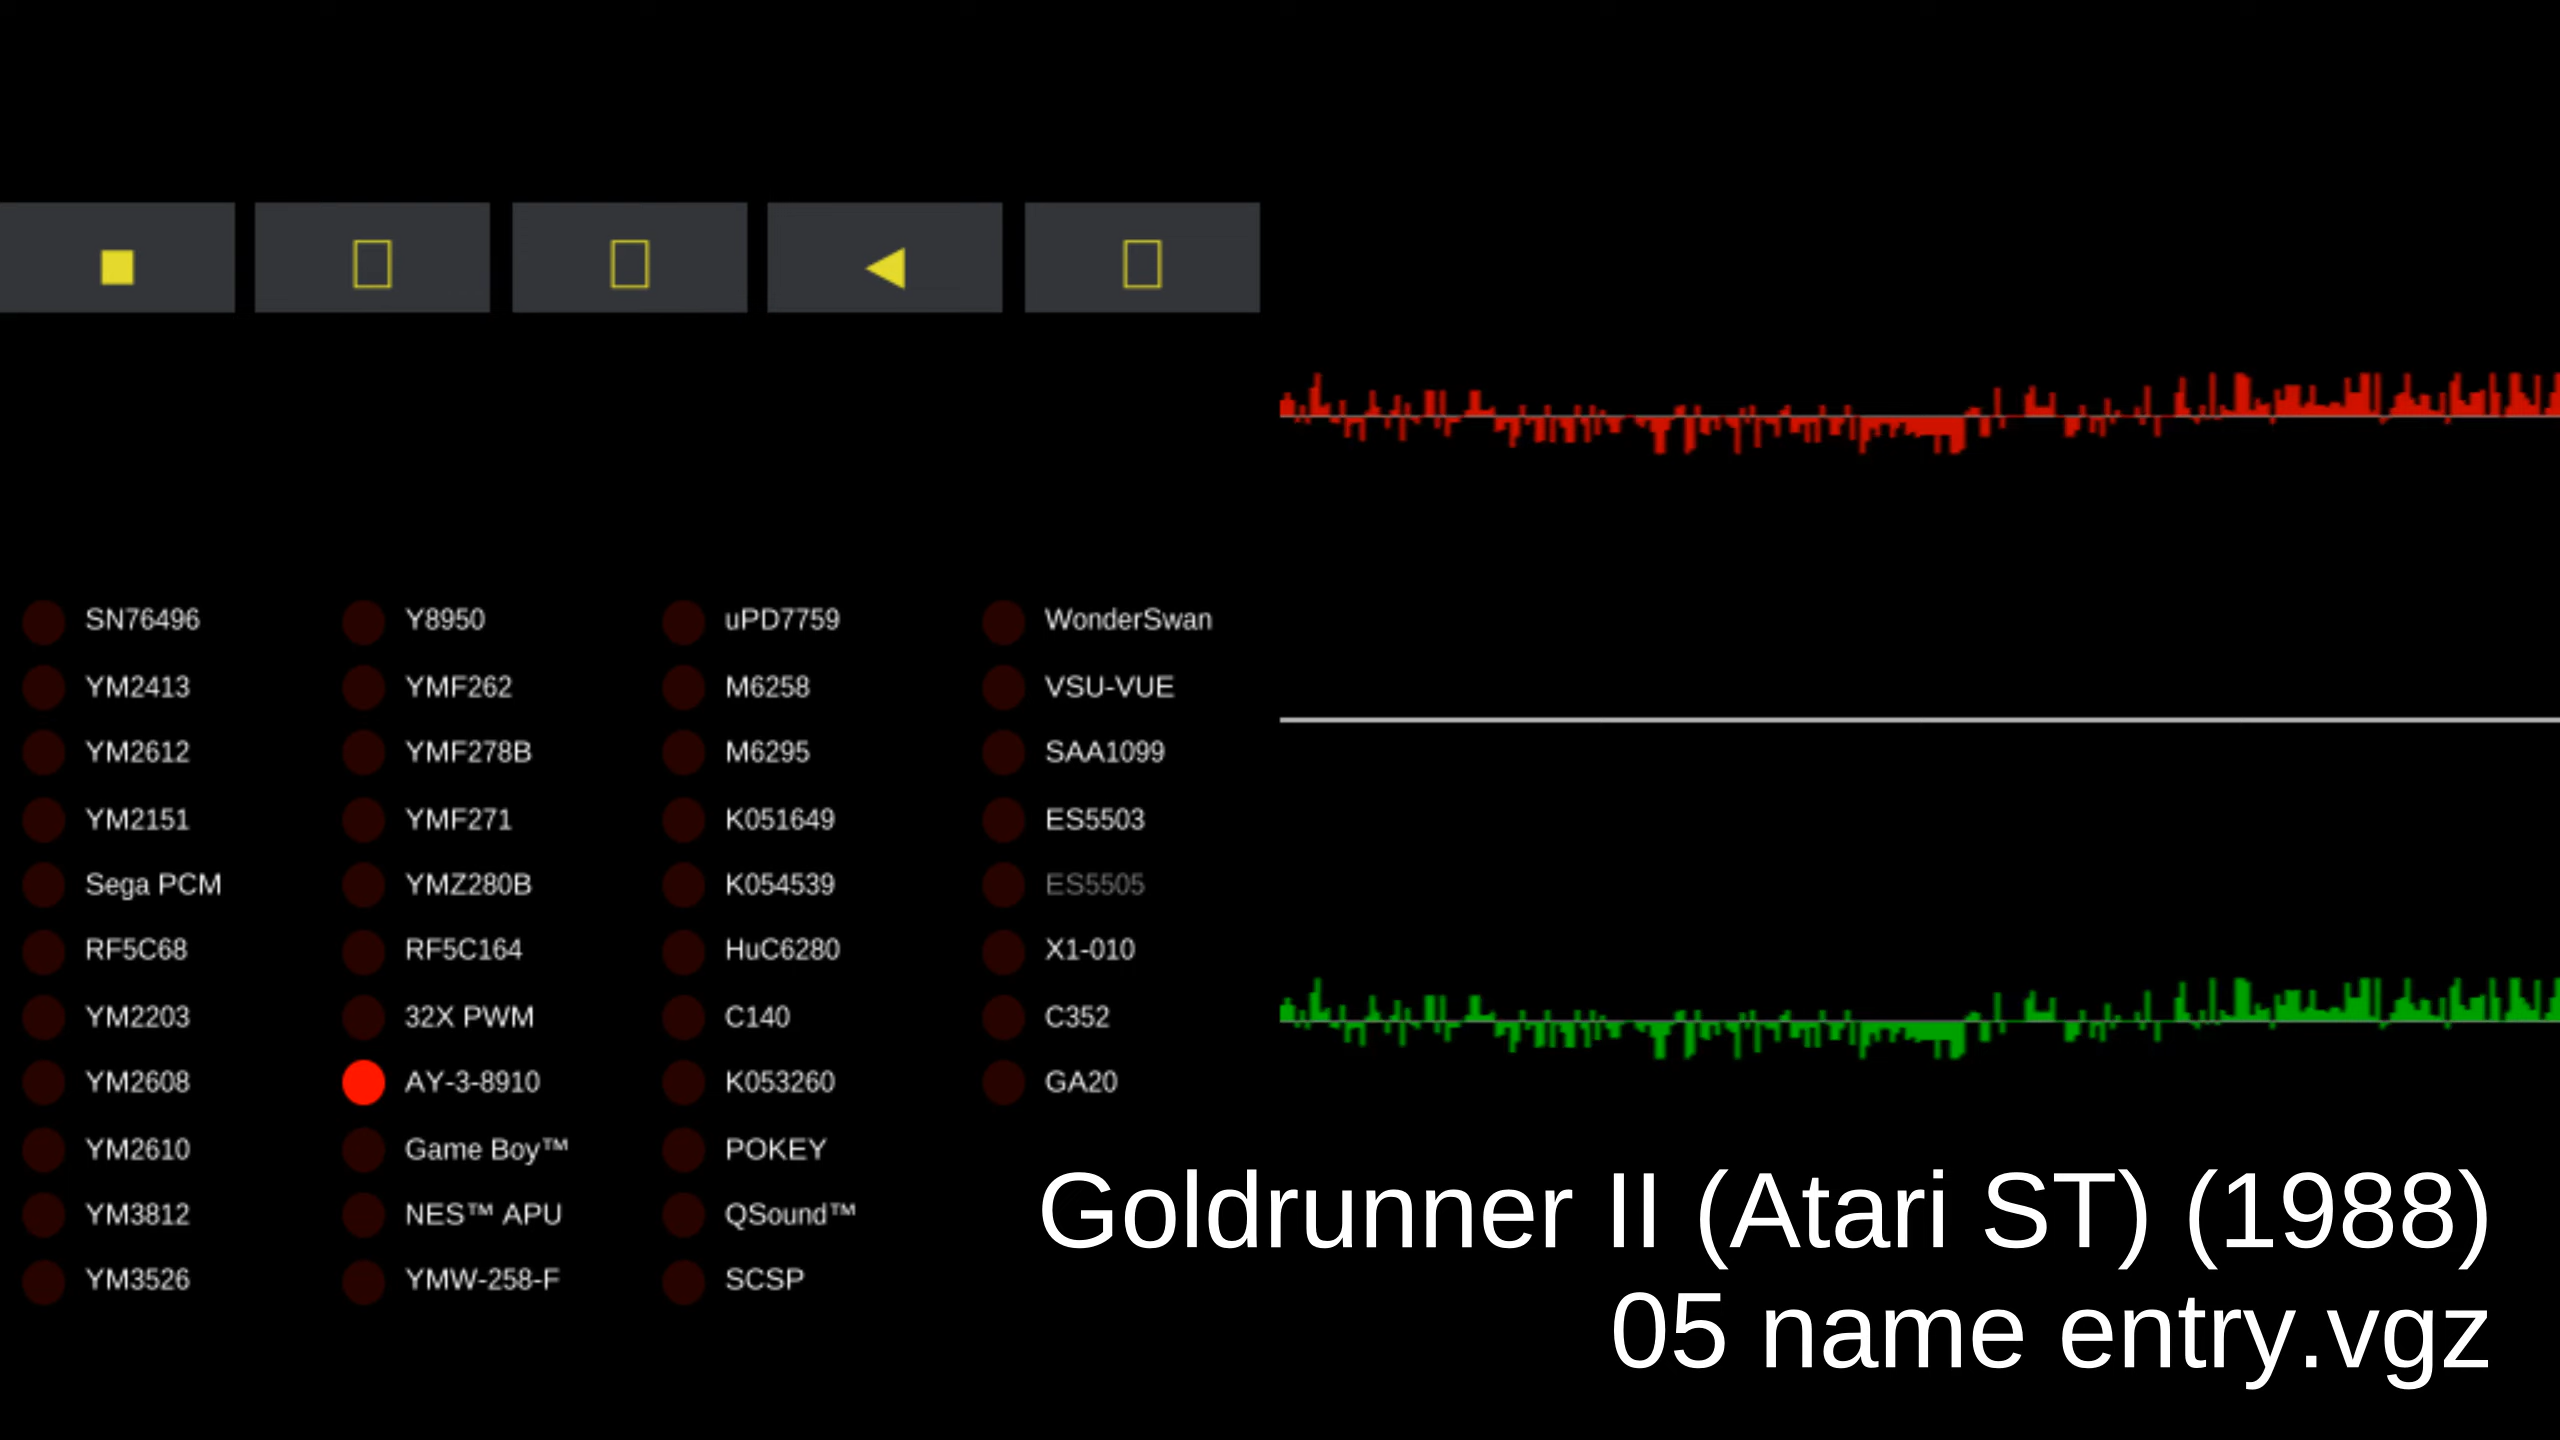 SN76496
YM2413
YM2612
YM2151
Sega PCM
RF5C68
YM2203
YM2608
YM2610
YM3812
YM3526
Y8950
YMF262
YMF278B
YMF271
YMZ280B
RF5C164
32X PWM
AY-3-8910
Game Boy™
NES™ APU
YMW-258-F
uPD7759
M6258
M6295
K051649
K054539
HuC6280
C140
K053260
POKEY
QSound™
SCSP
WonderSwan
VSU-VUE
SAA1099
ES5503
ES5505
X1-010
C352
GA20
Goldrunner II (Atari ST) (1988)
05 name entry.vgz